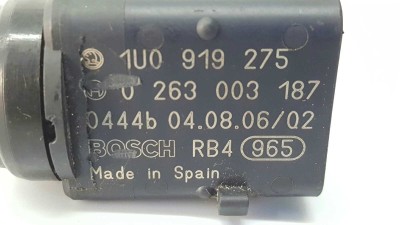 1U0 919 275
0 263 003 187
0444b 04.08.06/02
BOSCH RB4 965
Made in Spain